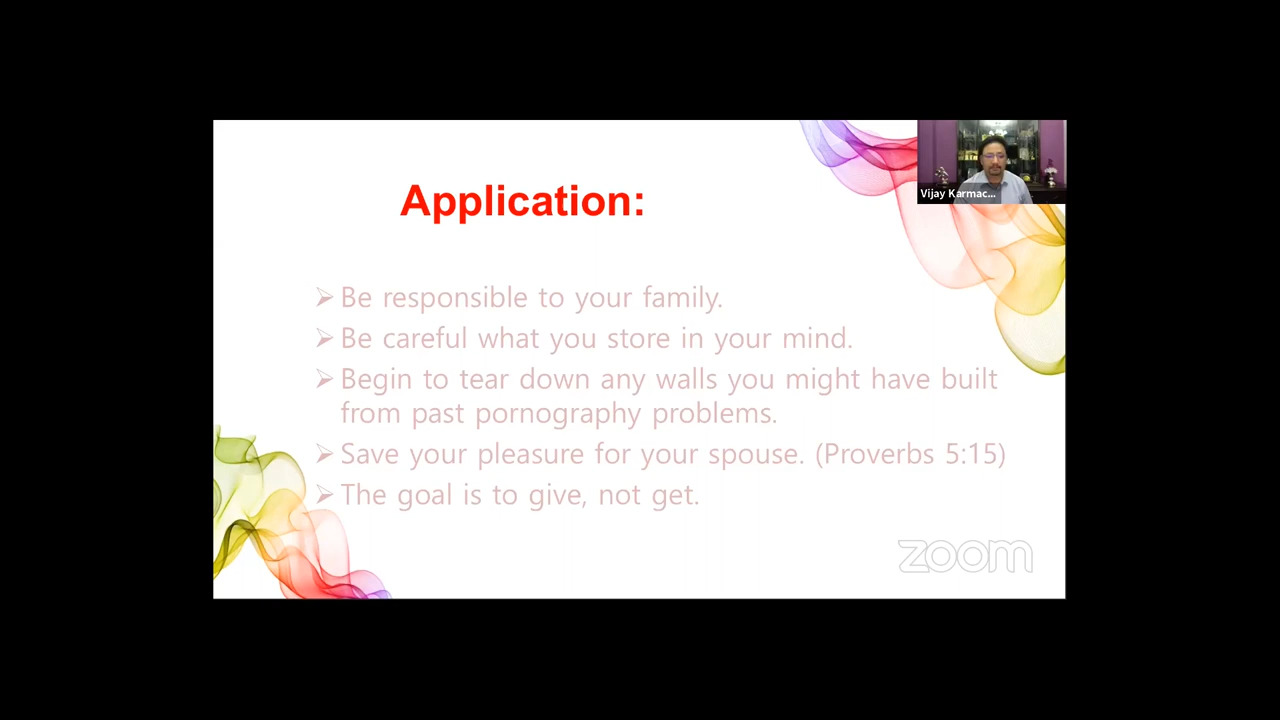 Application:
Vijay Karmac...
➢ Be responsible to your family.
➢ Be careful what you store in your mind.
➢ Begin to tear down any walls you might have built
from past pornography problems.
➢ Save your pleasure for your spouse. (Proverbs 5:15)
➢ The goal is to give, not get.
zoom